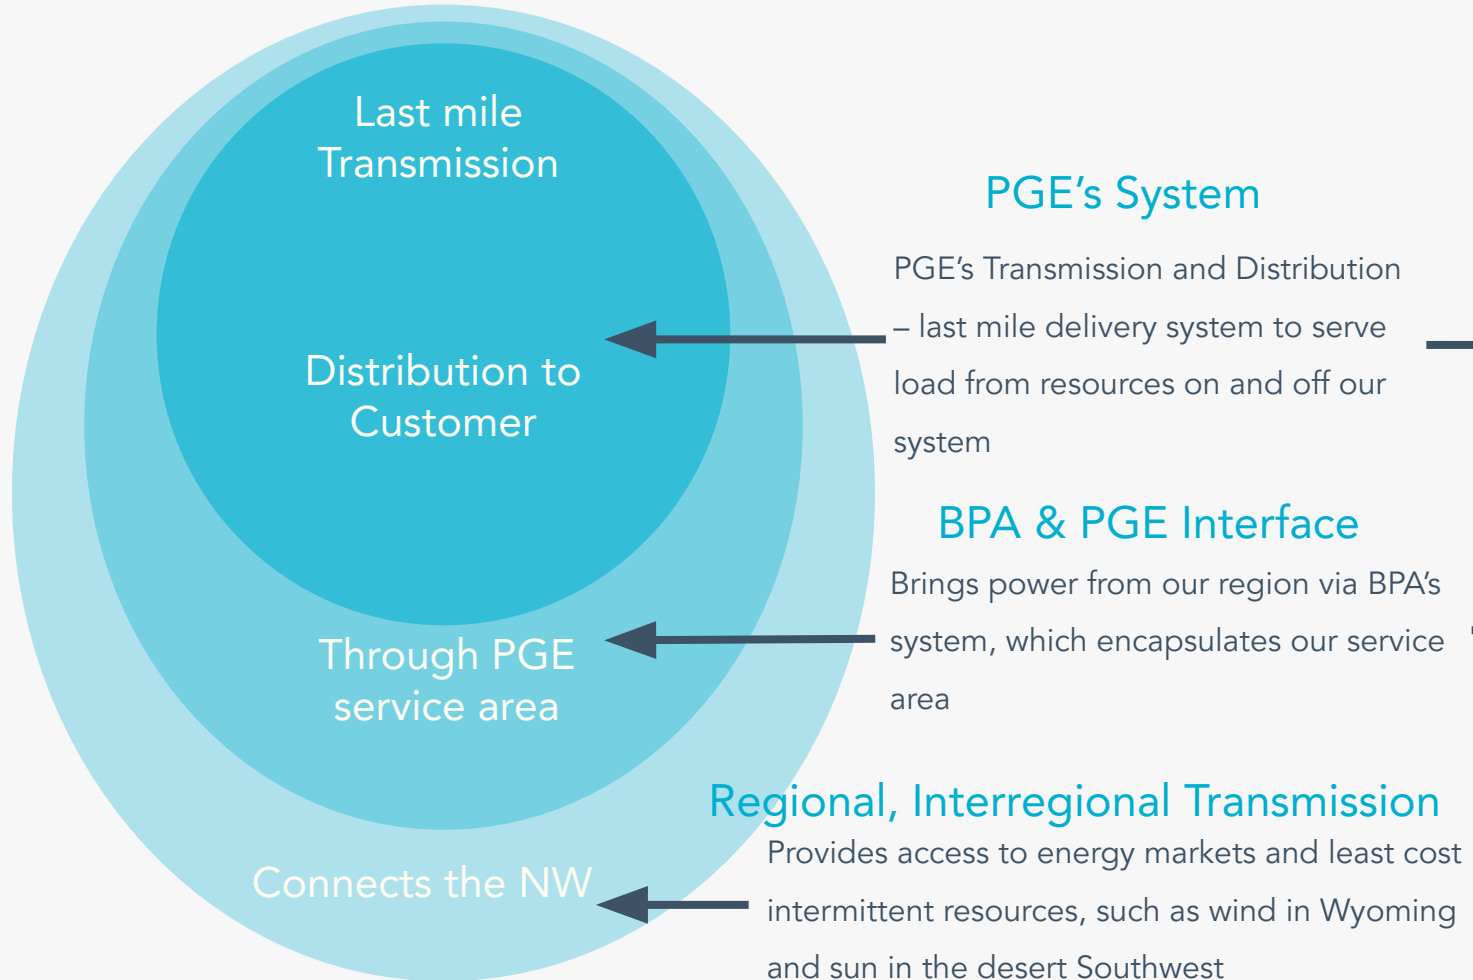 Last mile
Transmission
Distribution to
Customer
Through PGE
service area
Connects the NW
PGE’s System
PGE’s Transmission and Distribution
– last mile delivery system to serve
load from resources on and off our
system
BPA & PGE Interface
Brings power from our region via BPA’s
system, which encapsulates our service
area
Regional, Interregional Transmission
Provides access to energy markets and least cost
intermittent resources, such as wind in Wyoming
and sun in the desert Southwest